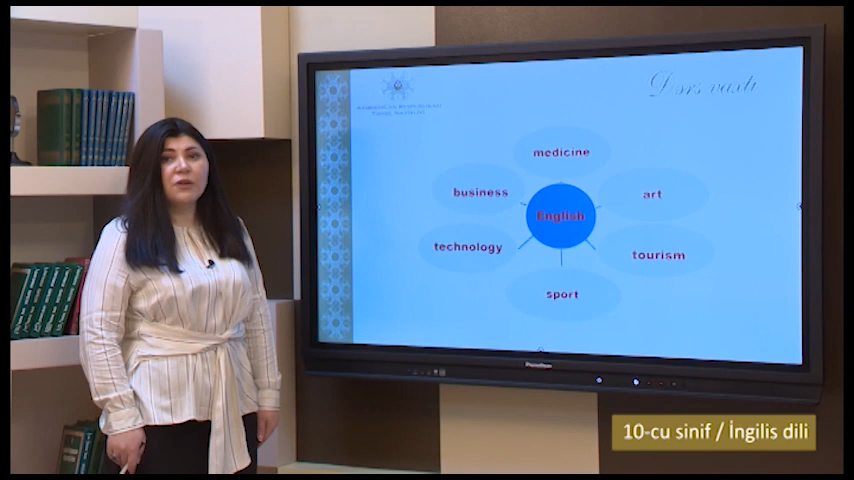 Dərs vaxtı
medicine
business
art
English
technology
tourism
sport
10-cu sinif / İngilis dili